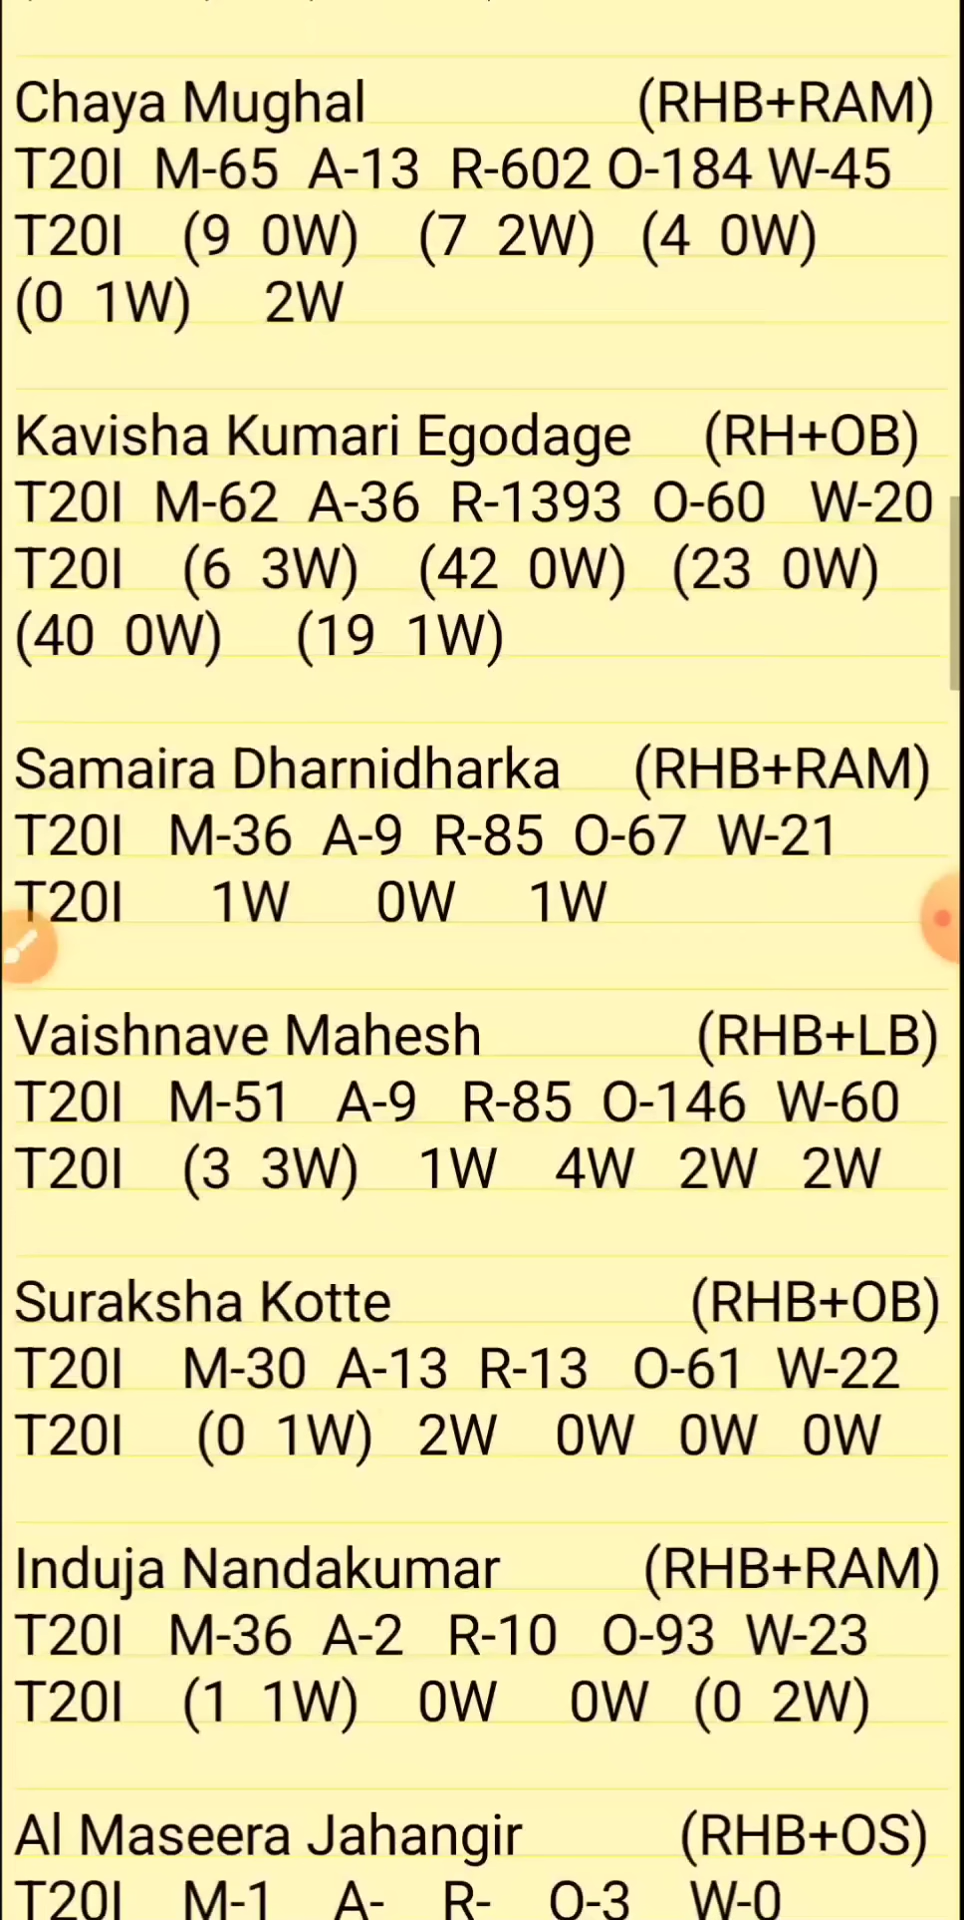 Chaya Mughal (RHB+RAM)
T20I M-65 A-13 R-602 O-184 W-45
T20I (9 0W) (7 2W) (4 0W)
(0 1W) 2W
Kavisha Kumari Egodage (RH+OB)
T20I M-62 A-36 R-1393 O-60 W-20
T20I (6 3W) (42 0W) (23 0W)
(40 0W) (19 1W)
Samaira Dharnidharka (RHB+RAM)
T20I M-36 A-9 R-85 O-67 W-21
T20I 1W 0W 1W
Vaishnave Mahesh (RHB+LB)
T20I M-51 A-9 R-85 O-146 W-60
T20I (3 3W) 1W 4W 2W 2W
Suraksha Kotte (RHB+OB)
T20I M-30 A-13 R-13 O-61 W-22
T20I (0 1W) 2W 0W 0W 0W
Induja Nandakumar (RHB+RAM)
T20I M-36 A-2 R-10 O-93 W-23
T20I (1 1W) 0W 0W (0 2W)
Al Maseera Jahangir (RHB+OS)
T20I M-1 A- R- O-3 W-0